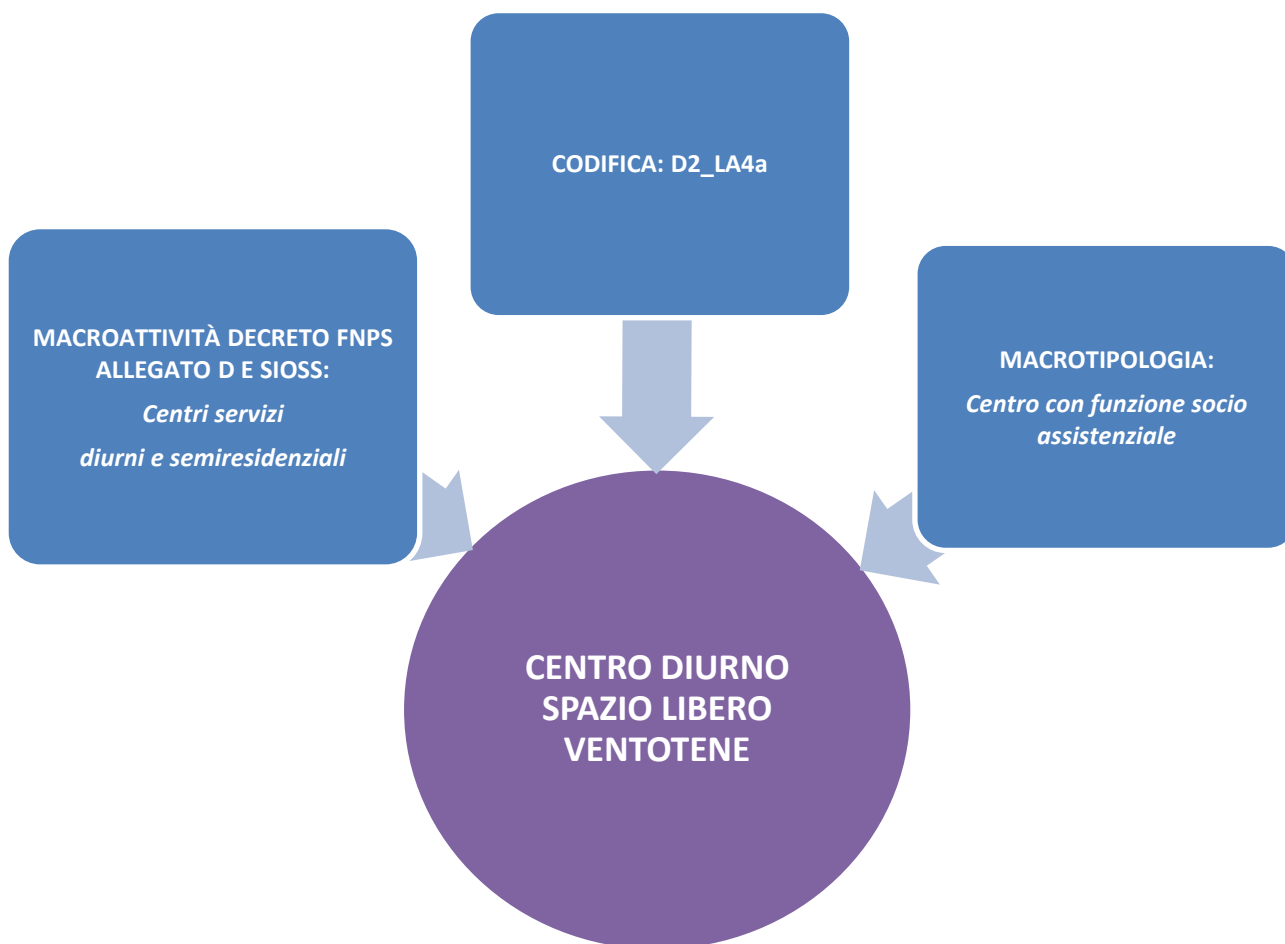 CODIFICA: D2_LA4a
MACROATTIVITÀ DECRETO FNPS
ALLEGATO D E SIOSS:
Centri servizi
diurni e semiresidenziali
MACROTIPOLOGIA:
Centro con funzione socio
assistenziale
CENTRO DIURNO
SPAZIO LIBERO
VENTOTENE